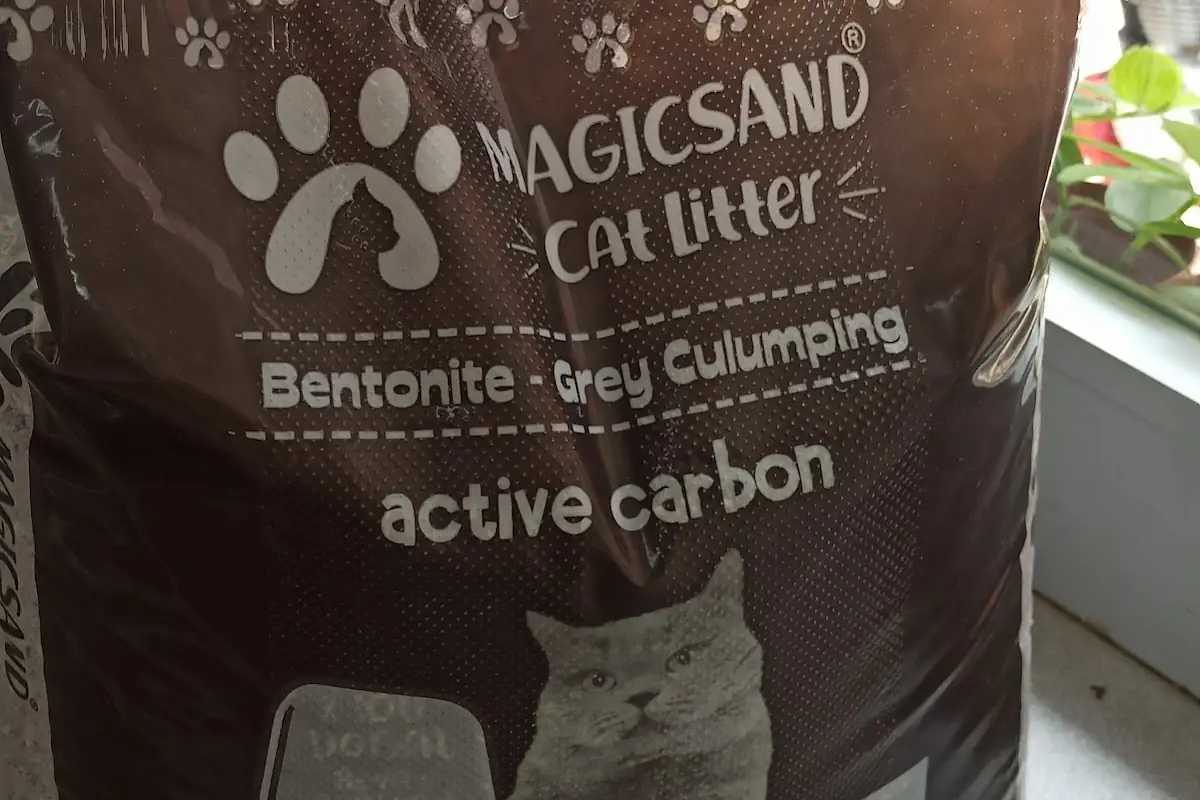 MAGICSAND®
Cat Litter
Bentonite - Grey Culumping
active carbon
MAGICSAND®